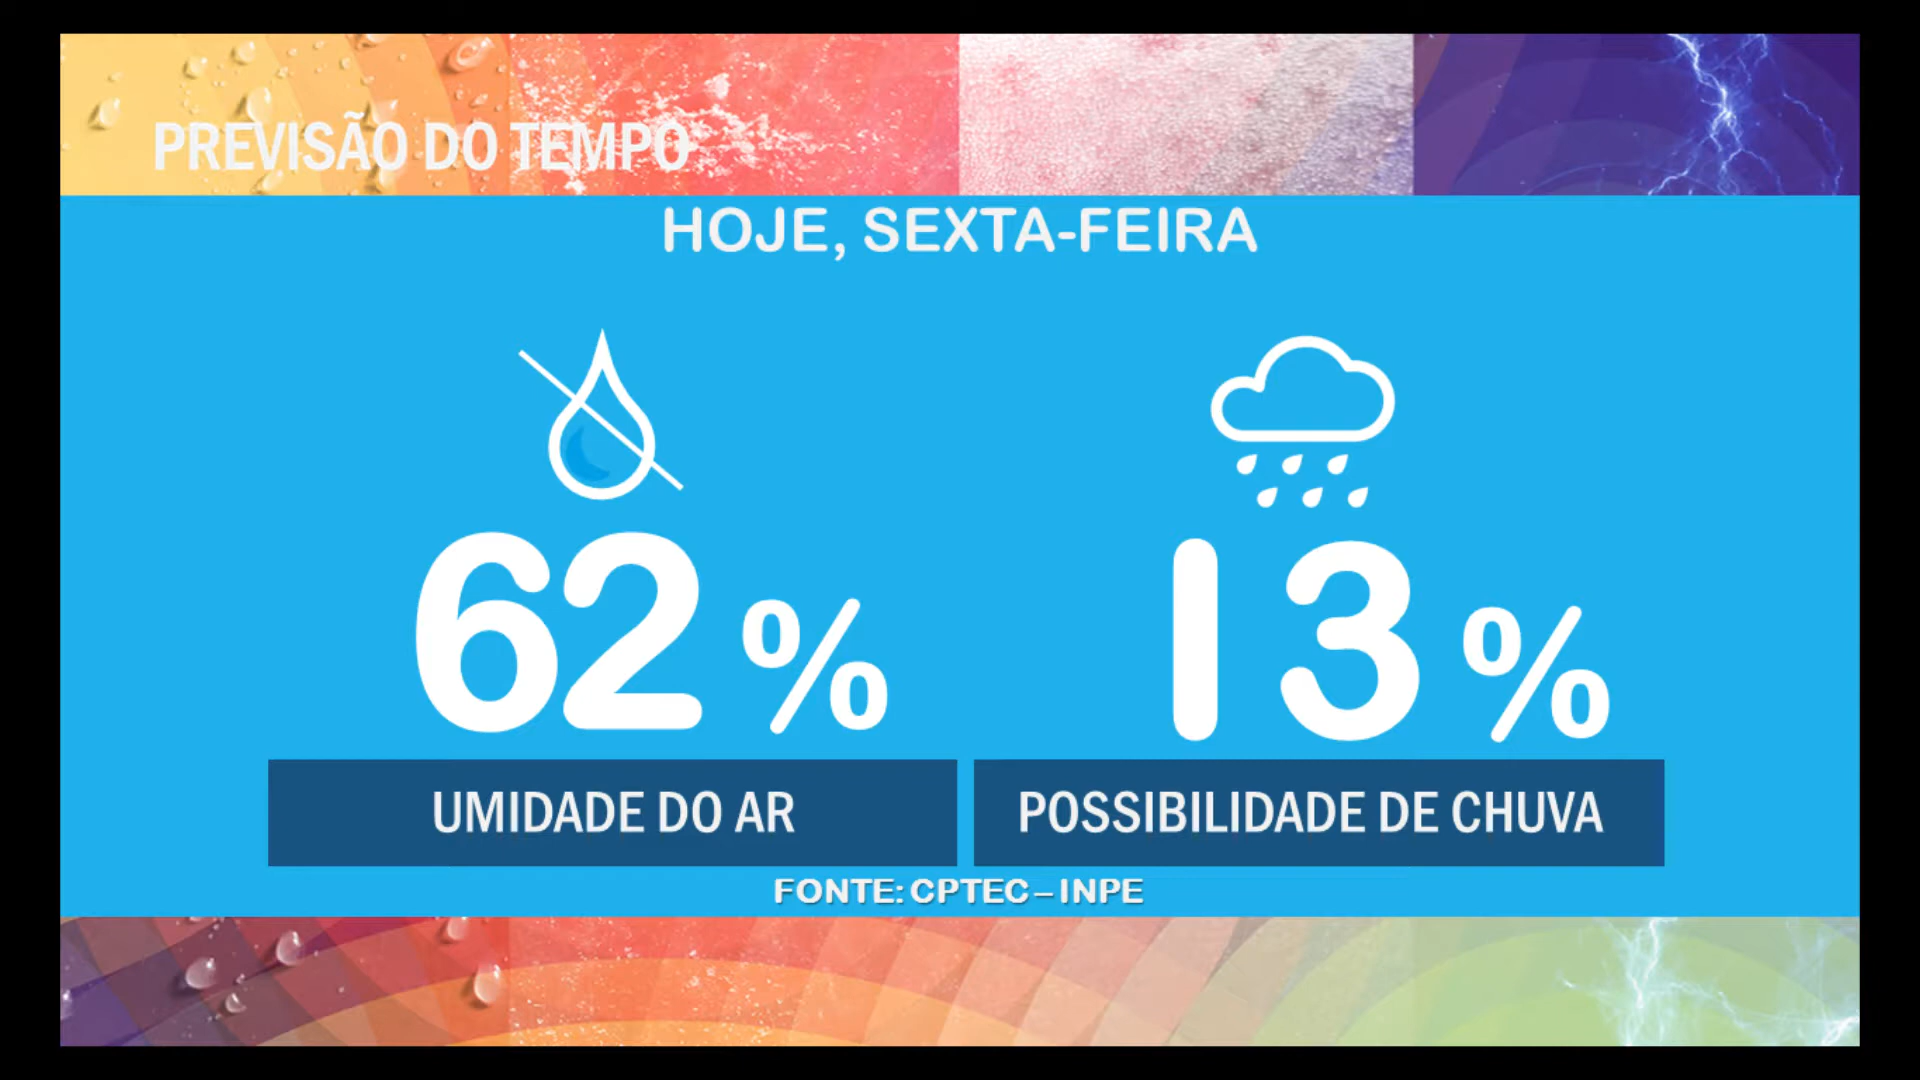 PREVISÃO DO TEMPO
HOJE, SEXTA-FEIRA
62% 13%
UMIDADE DO AR POSSIBILIDADE DE CHUVA
FONTE: CPTEC – INPE